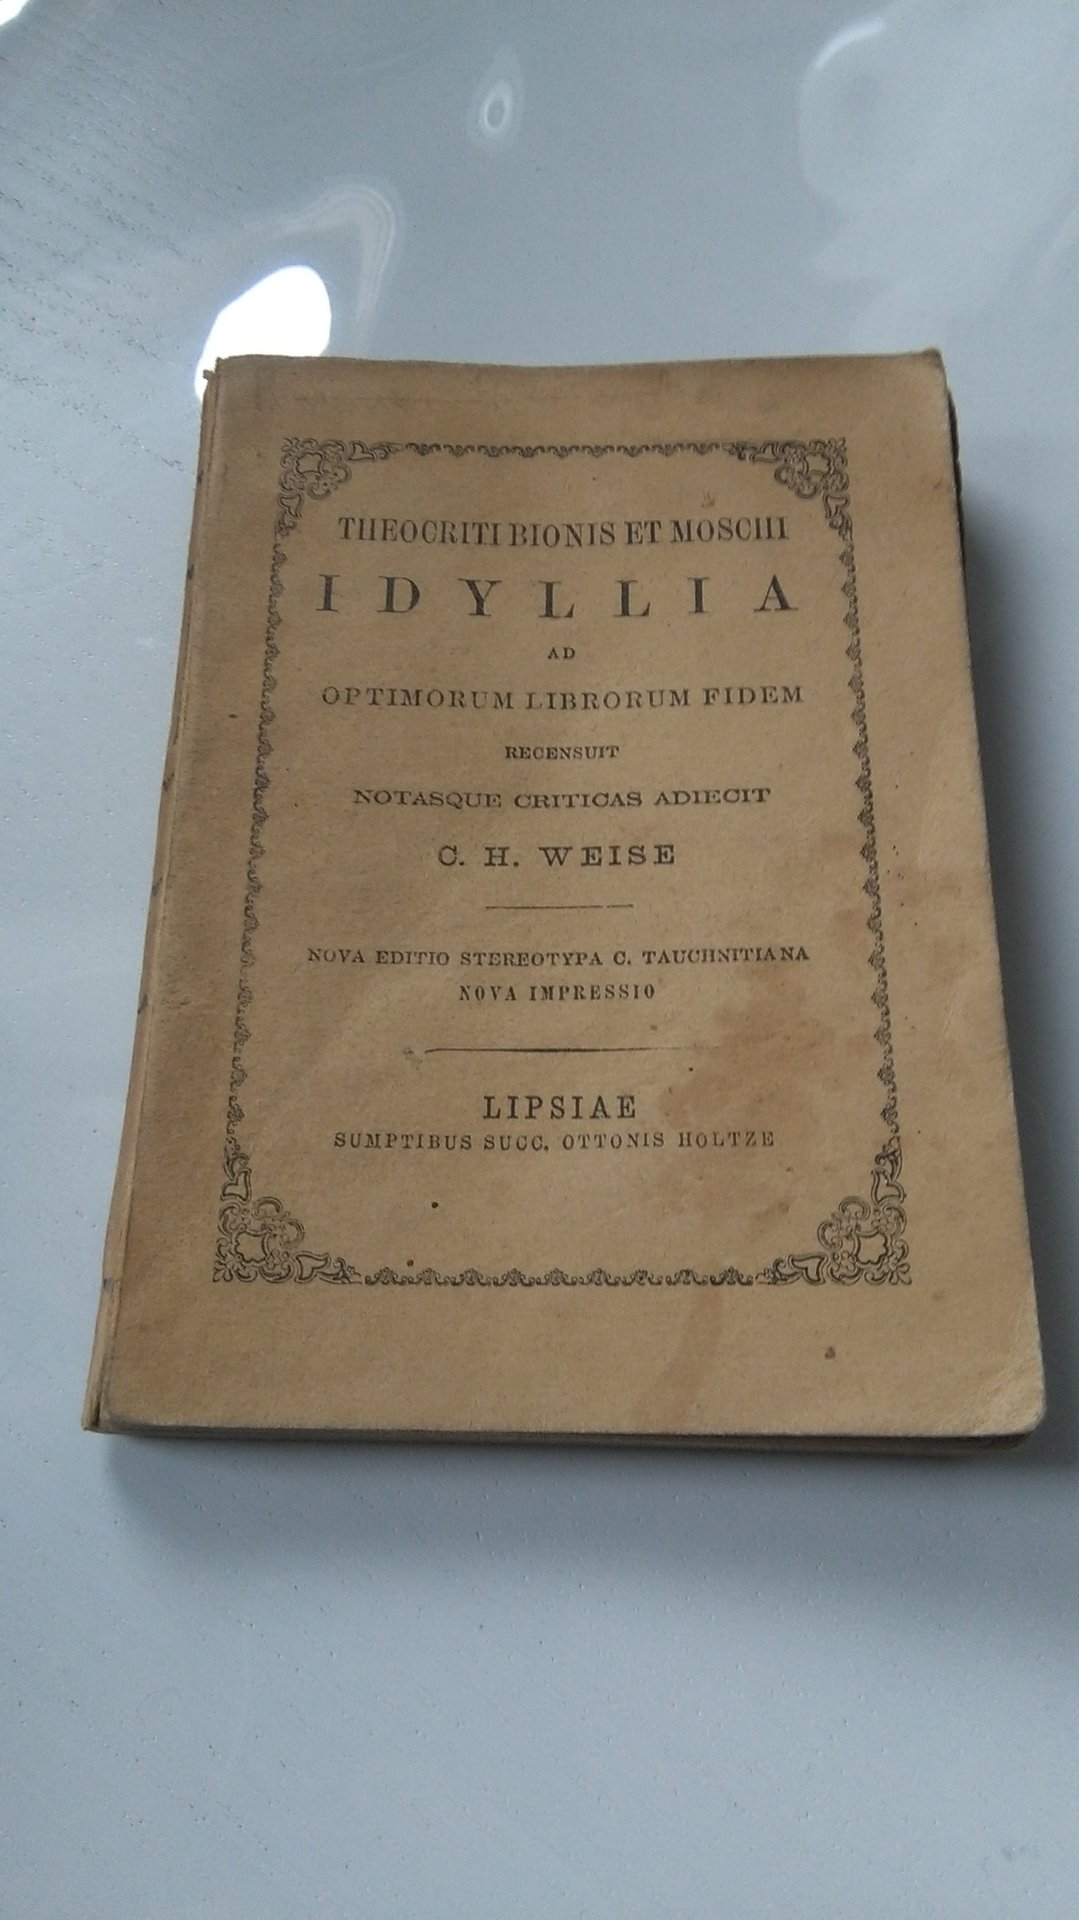 THEOCRITI BIONIS ET MOSCHI
IDYLLIA
AD
OPTIMORUM LIBRORUM FIDEM
RECENSUIT
NOTASQUE CRITICAS ADIECIT
C. H. WEISE
NOVA EDITIO STEREOTYPA C. TAUCHNITIANA
NOVA IMPRESSIO
LIPSIAE
SUMPTIBUS SUCC. OTTONIS HOLTZE